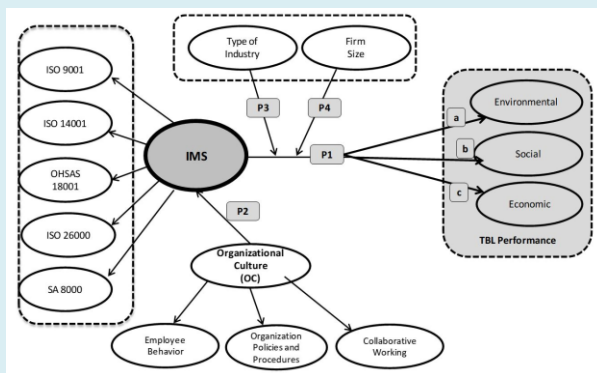 Type of
Industry
Firm
Size
ISO 9001
ISO 14001
OHSAS
18001
ISO 26000
SA 8000
P3
P4
IMS
P1
P2
a
b
c
Environmental
Social
Economic
TBL Performance
Organizational
Culture
(OC)
Employee
Behavior
Organization
Policies and
Procedures
Collaborative
Working